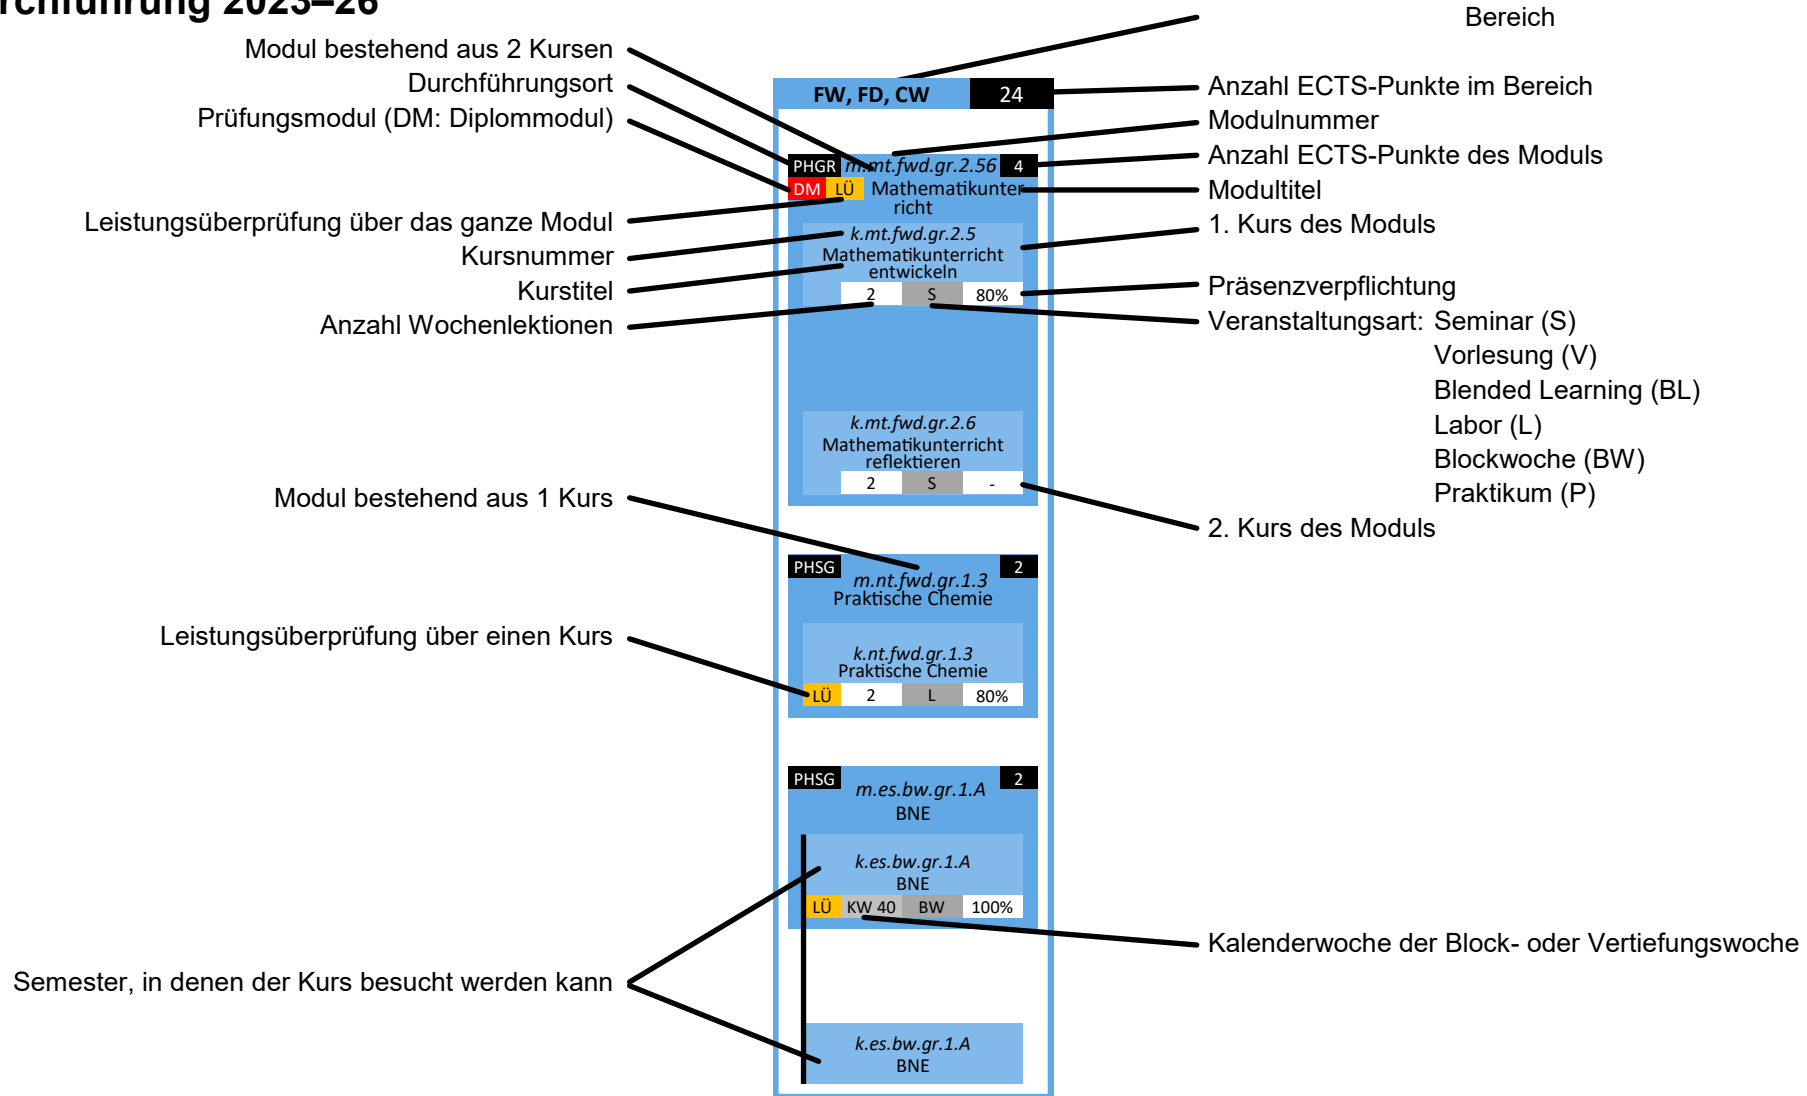 rchführung 2023–26
Bereich
Modul bestehend aus 2 Kursen
Durchführungsort
Prüfungsmodul (DM: Diplommodul)
Leistungsüberprüfung über das ganze Modul
Kursnummer
Kurstitel
Anzahl Wochenlektionen
Modul bestehend aus 1 Kurs
Leistungsüberprüfung über einen Kurs
Semester, in denen der Kurs besucht werden kann
FW, FD, CW 24
PHGR m.mt.fwd.gr.2.56 4
DM LÜ Mathematikunter
richt
k.mt.fwd.gr.2.5
Mathematikunterricht
entwickeln
2 S 80%
k.mt.fwd.gr.2.6
Mathematikunterricht
reflektieren
2 S -
PHSG 2
m.nt.fwd.gr.1.3
Praktische Chemie
k.nt.fwd.gr.1.3
Praktische Chemie
LÜ 2 L 80%
PHSG 2
m.es.bw.gr.1.A
BNE
k.es.bw.gr.1.A
BNE
LÜ KW 40 BW 100%
k.es.bw.gr.1.A
BNE
Anzahl ECTS-Punkte im Bereich
Modulnummer
Anzahl ECTS-Punkte des Moduls
Modultitel
1. Kurs des Moduls
Präsenzverpflichtung
Veranstaltungsart: Seminar (S)
Vorlesung (V)
Blended Learning (BL)
Labor (L)
Blockwoche (BW)
Praktikum (P)
2. Kurs des Moduls
Kalenderwoche der Block- oder Vertiefungswoche